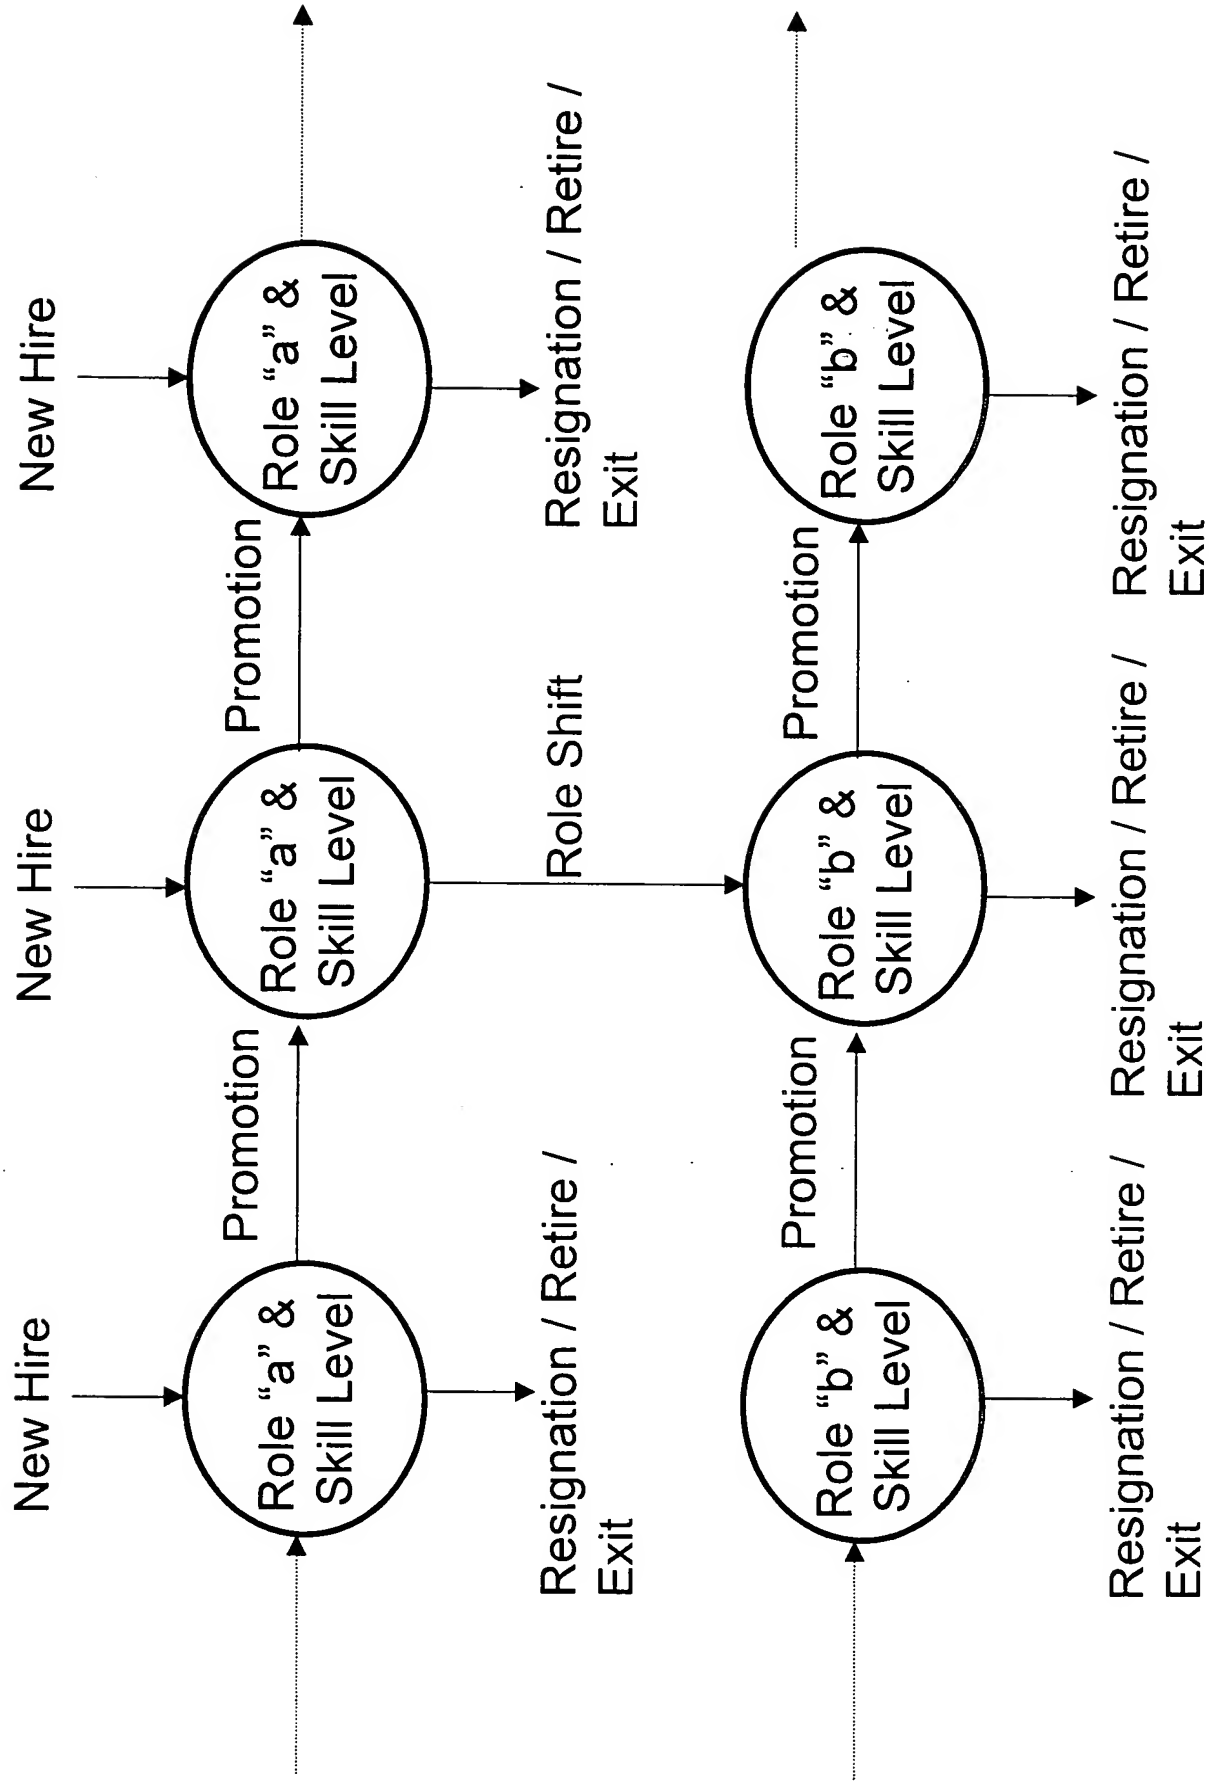 New Hire
New Hire
New Hire
Role “a” &
Skill Level
Promotion
Role “a” &
Skill Level
Promotion
Role “a” &
Skill Level
Resignation / Retire /
Exit
Role Shift
Resignation / Retire /
Exit
Role “b” &
Skill Level
Promotion
Role “b” &
Skill Level
Promotion
Role “b” &
Skill Level
Resignation / Retire /
Exit
Resignation / Retire /
Exit
Resignation / Retire /
Exit